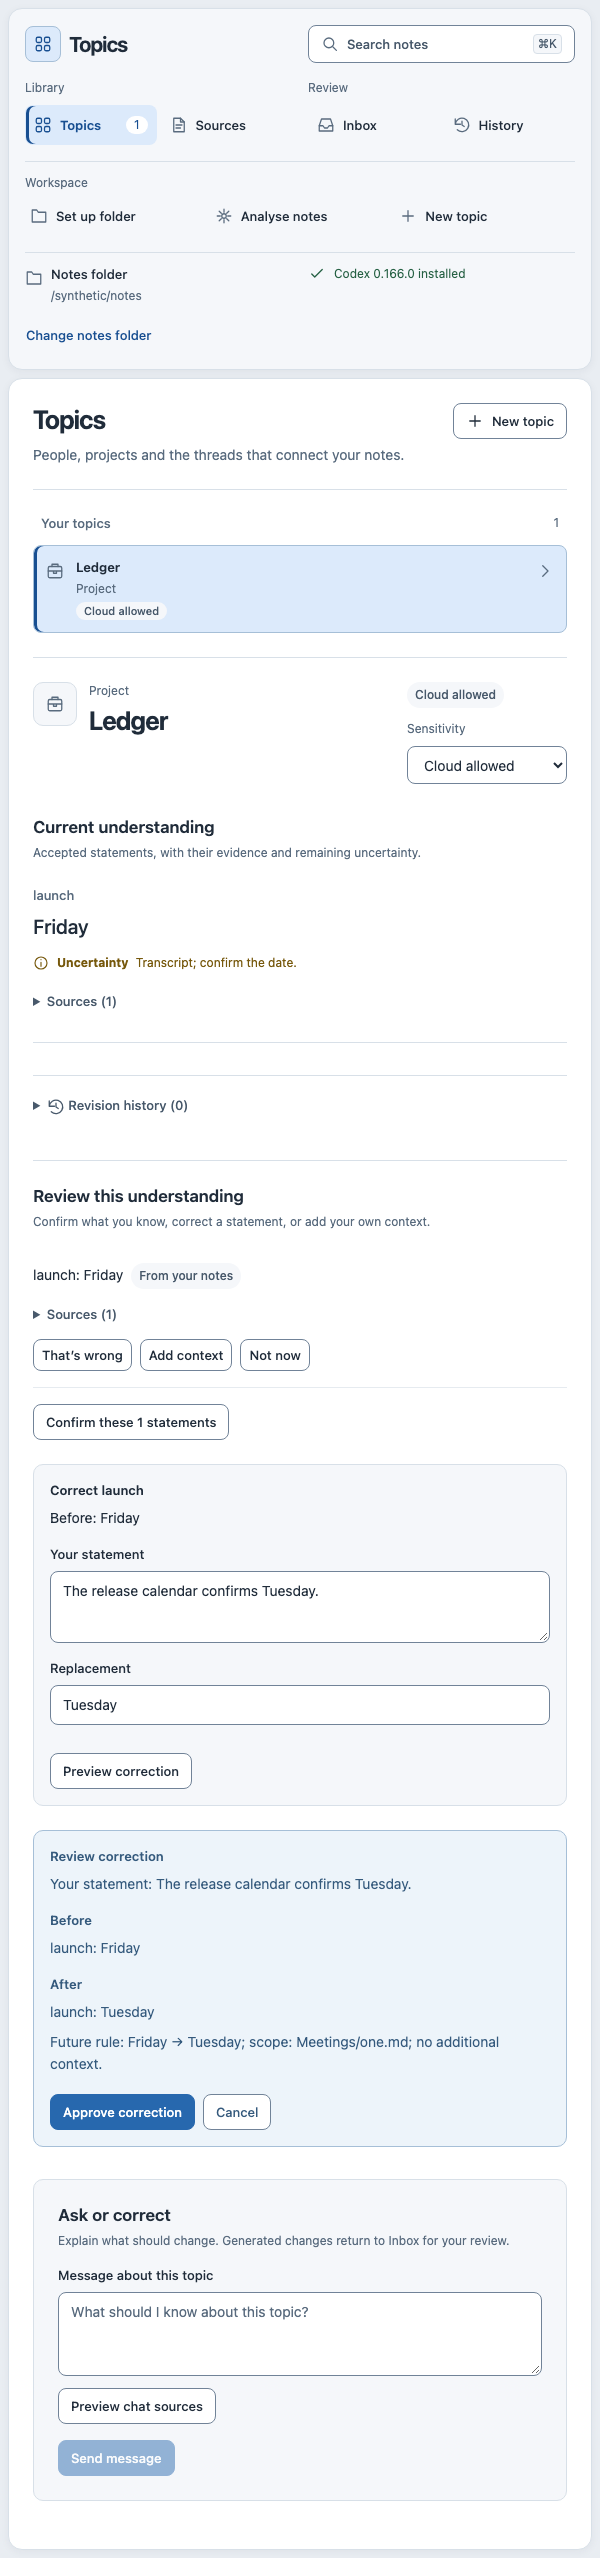 Topics
Search notes ⌘K
Library
Review
Topics 1
Sources
Inbox
History
Workspace
Set up folder
Analyse notes
New topic
Notes folder
/synthetic/notes
Codex 0.166.0 installed
Change notes folder
Topics
New topic
People, projects and the threads that connect your notes.
Your topics 1
Ledger
Project
Cloud allowed
Project
Ledger
Cloud allowed
Sensitivity
Cloud allowed
Current understanding
Accepted statements, with their evidence and remaining uncertainty.
launch
Friday
Uncertainty Transcript; confirm the date.
Sources (1)
Revision history (0)
Review this understanding
Confirm what you know, correct a statement, or add your own context.
launch: Friday From your notes
Sources (1)
That’s wrong
Add context
Not now
Confirm these 1 statements
Correct launch
Before: Friday
Your statement
The release calendar confirms Tuesday.
Replacement
Tuesday
Preview correction
Review correction
Your statement: The release calendar confirms Tuesday.
Before
launch: Friday
After
launch: Tuesday
Future rule: Friday → Tuesday; scope: Meetings/one.md; no additional
context.
Approve correction
Cancel
Ask or correct
Explain what should change. Generated changes return to Inbox for your review.
Message about this topic
What should I know about this topic?
Preview chat sources
Send message